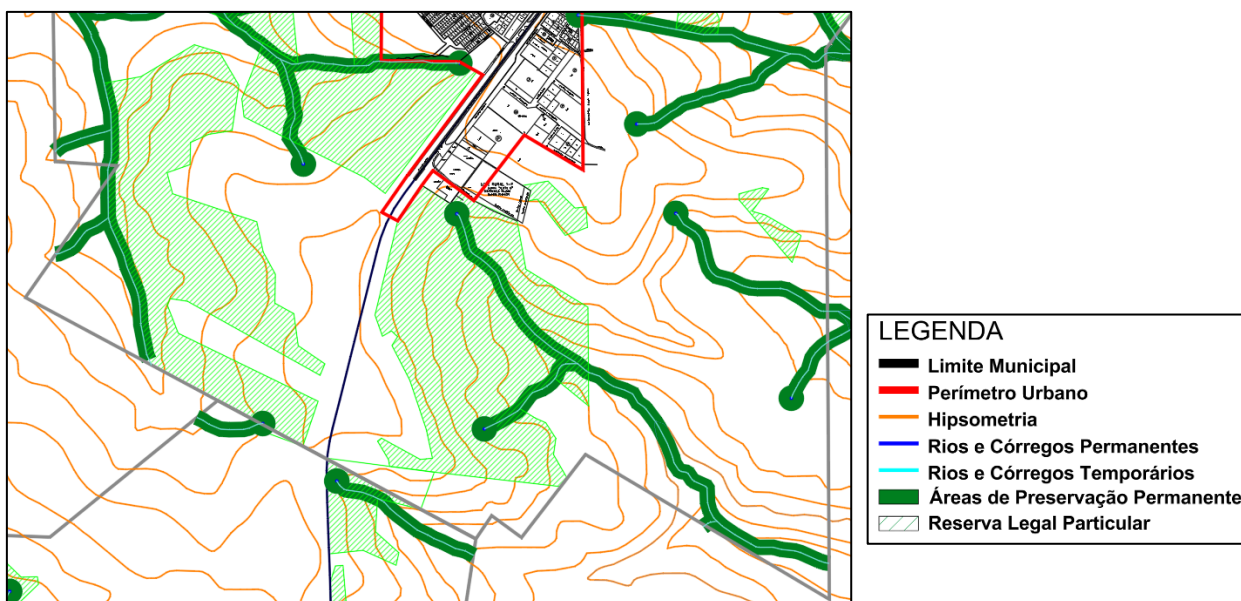 LEGENDA
Limite Municipal
Perímetro Urbano
Hipsometria
Rios e Córregos Permanentes
Rios e Córregos Temporários
Áreas de Preservação Permanente
Reserva Legal Particular